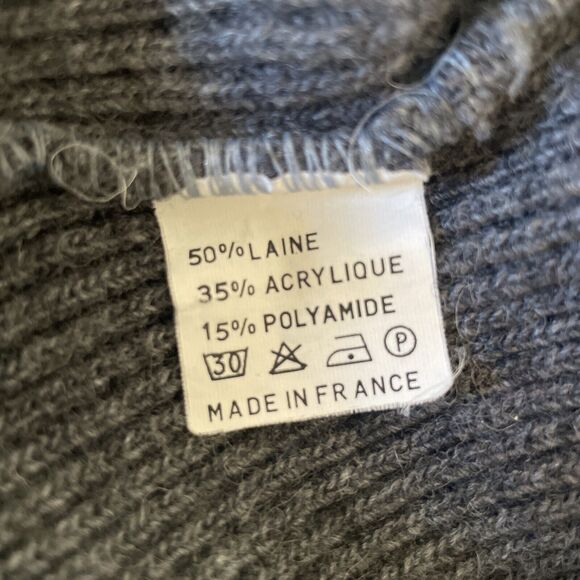 50% LAINE
35% ACRYLIQUE
15% POLYAMIDE
30 P
MADE IN FRANCE